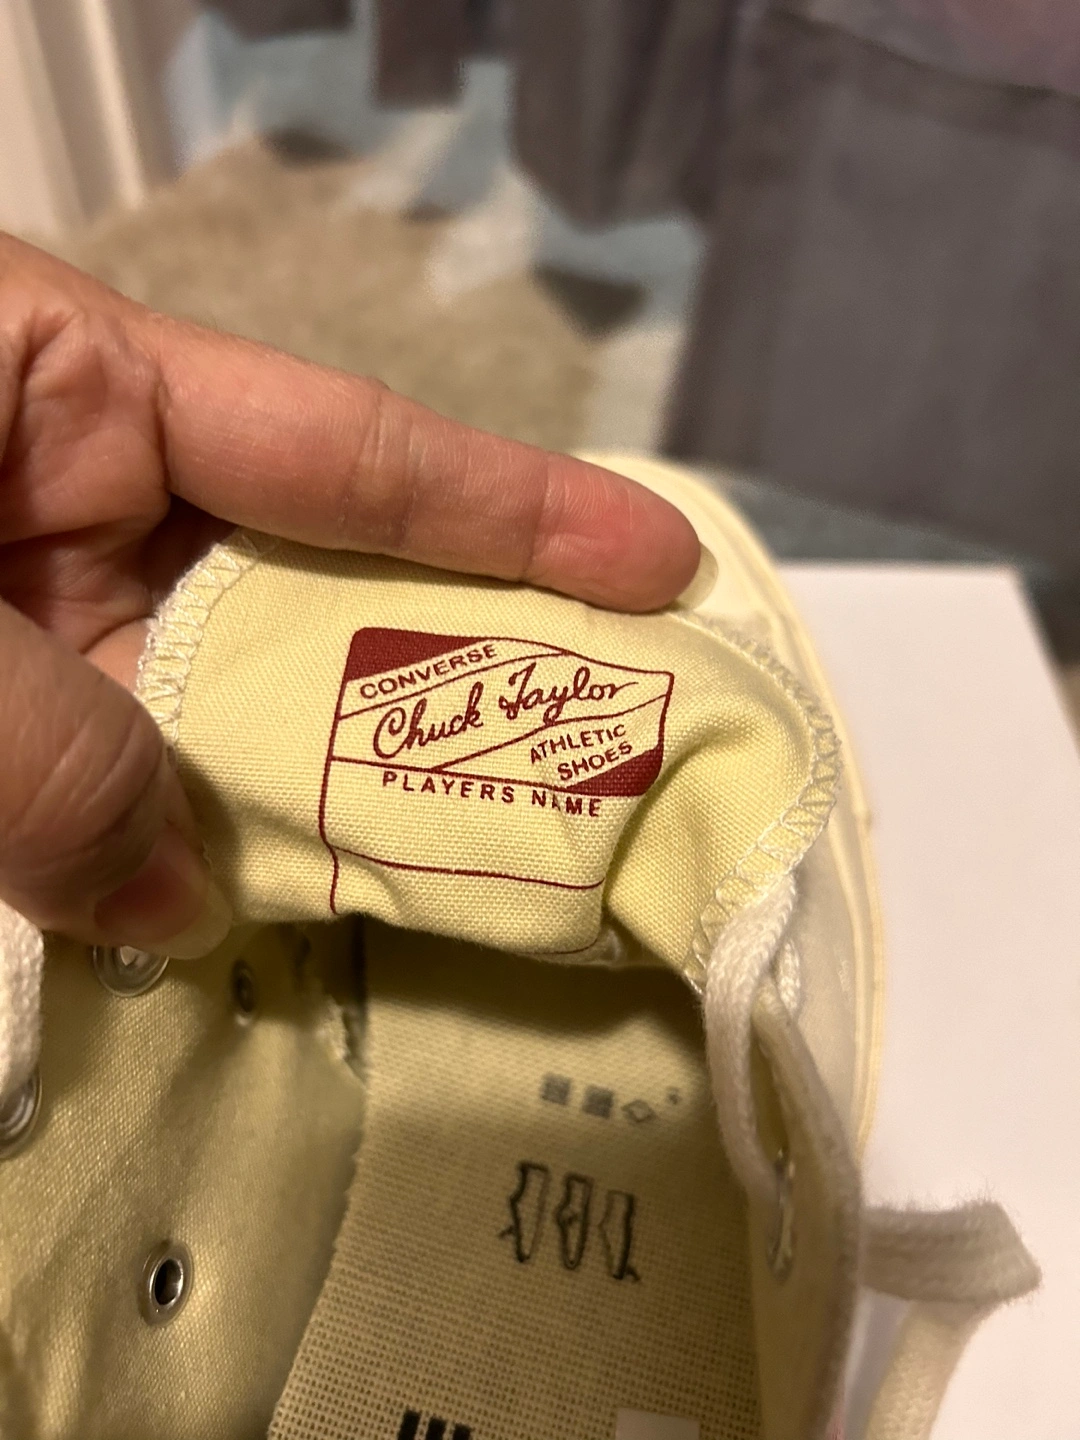 CONVERSE
Chuck Taylor
ATHLETIC
SHOES
PLAYERS NAME